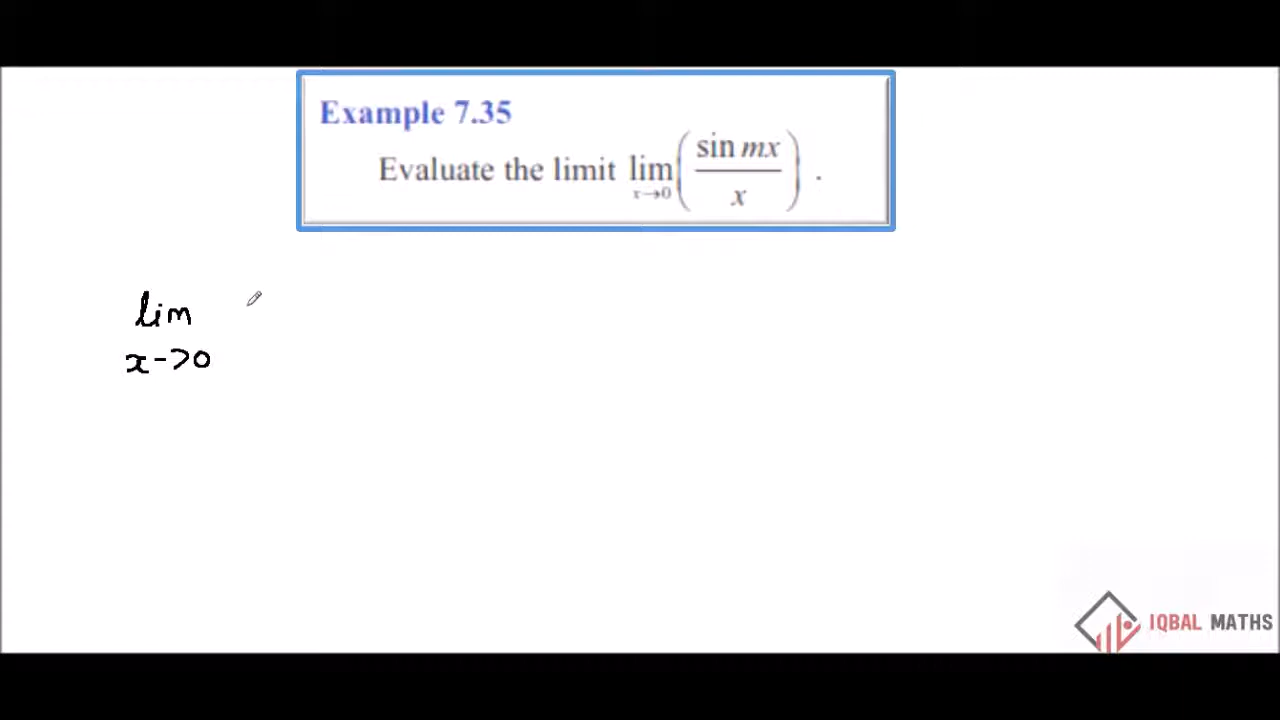 Example 7.35
Evaluate the limit lim x→0 (sin mx / x) .
lim
x->0
IQBAL MATHS